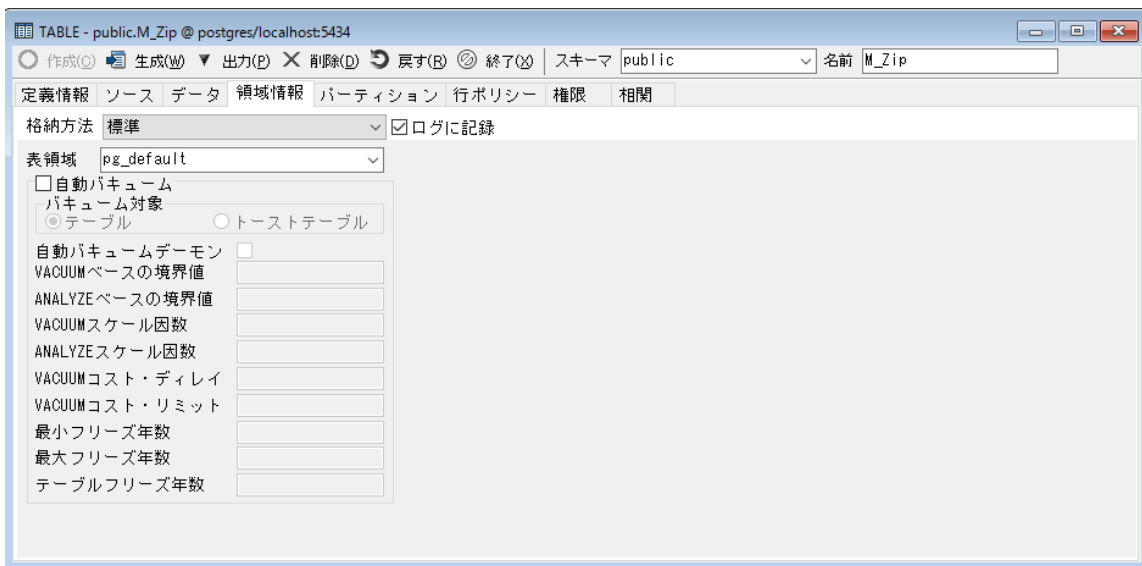 TABLE - public.M_Zip @ postgres/localhost:5434
作成(C) 生成(W) ▼ 出力(P) 削除(D) 戻す(R) 終了(X) スキーマ public 名前 M_Zip
定義情報 ソース データ 領域情報 パーティション 行ポリシー 権限 相関
格納方法 標準 ログに記録
表領域 pg_default
自動バキューム
バキューム対象
テーブル トーストテーブル
自動バキュームデーモン
VACUUMベースの境界値
ANALYZEベースの境界値
VACUUMスケール因数
ANALYZEスケール因数
VACUUMコスト・ディレイ
VACUUMコスト・リミット
最小フリーズ年数
最大フリーズ年数
テーブルフリーズ年数